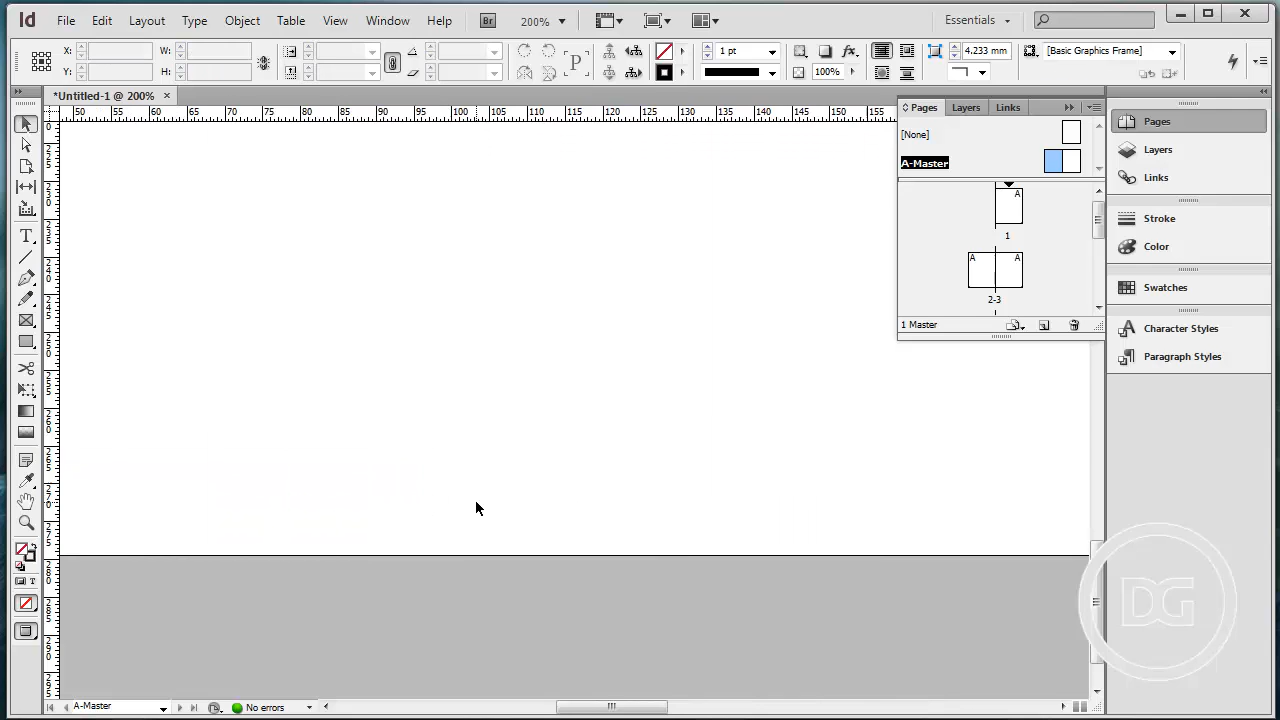 Id File Edit Layout Type Object Table View Window Help Br 200% Essentials
X: W: 1 pt 4.233 mm [Basic Graphics Frame]
Y: H: P fx 100%
*Untitled-1 @ 200% ×
50 55 60 65 70 75 80 85 90 95 100 105 110 115 120 125 130 135 140 145 150 155
Pages Layers Links
[None]
A-Master
A
1
A A
2-3
1 Master
Pages
Layers
Links
Stroke
Color
Swatches
Character Styles
Paragraph Styles
DG
A-Master No errors